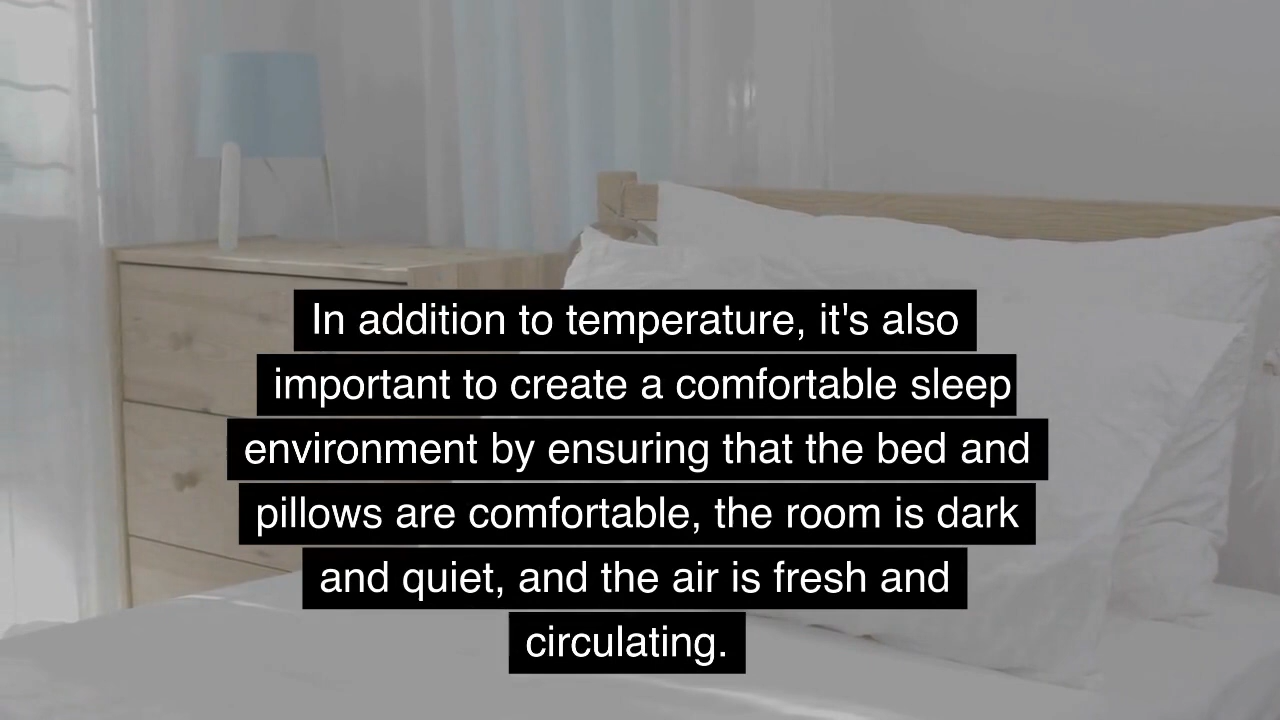 In addition to temperature, it's also
important to create a comfortable sleep
environment by ensuring that the bed and
pillows are comfortable, the room is dark
and quiet, and the air is fresh and
circulating.